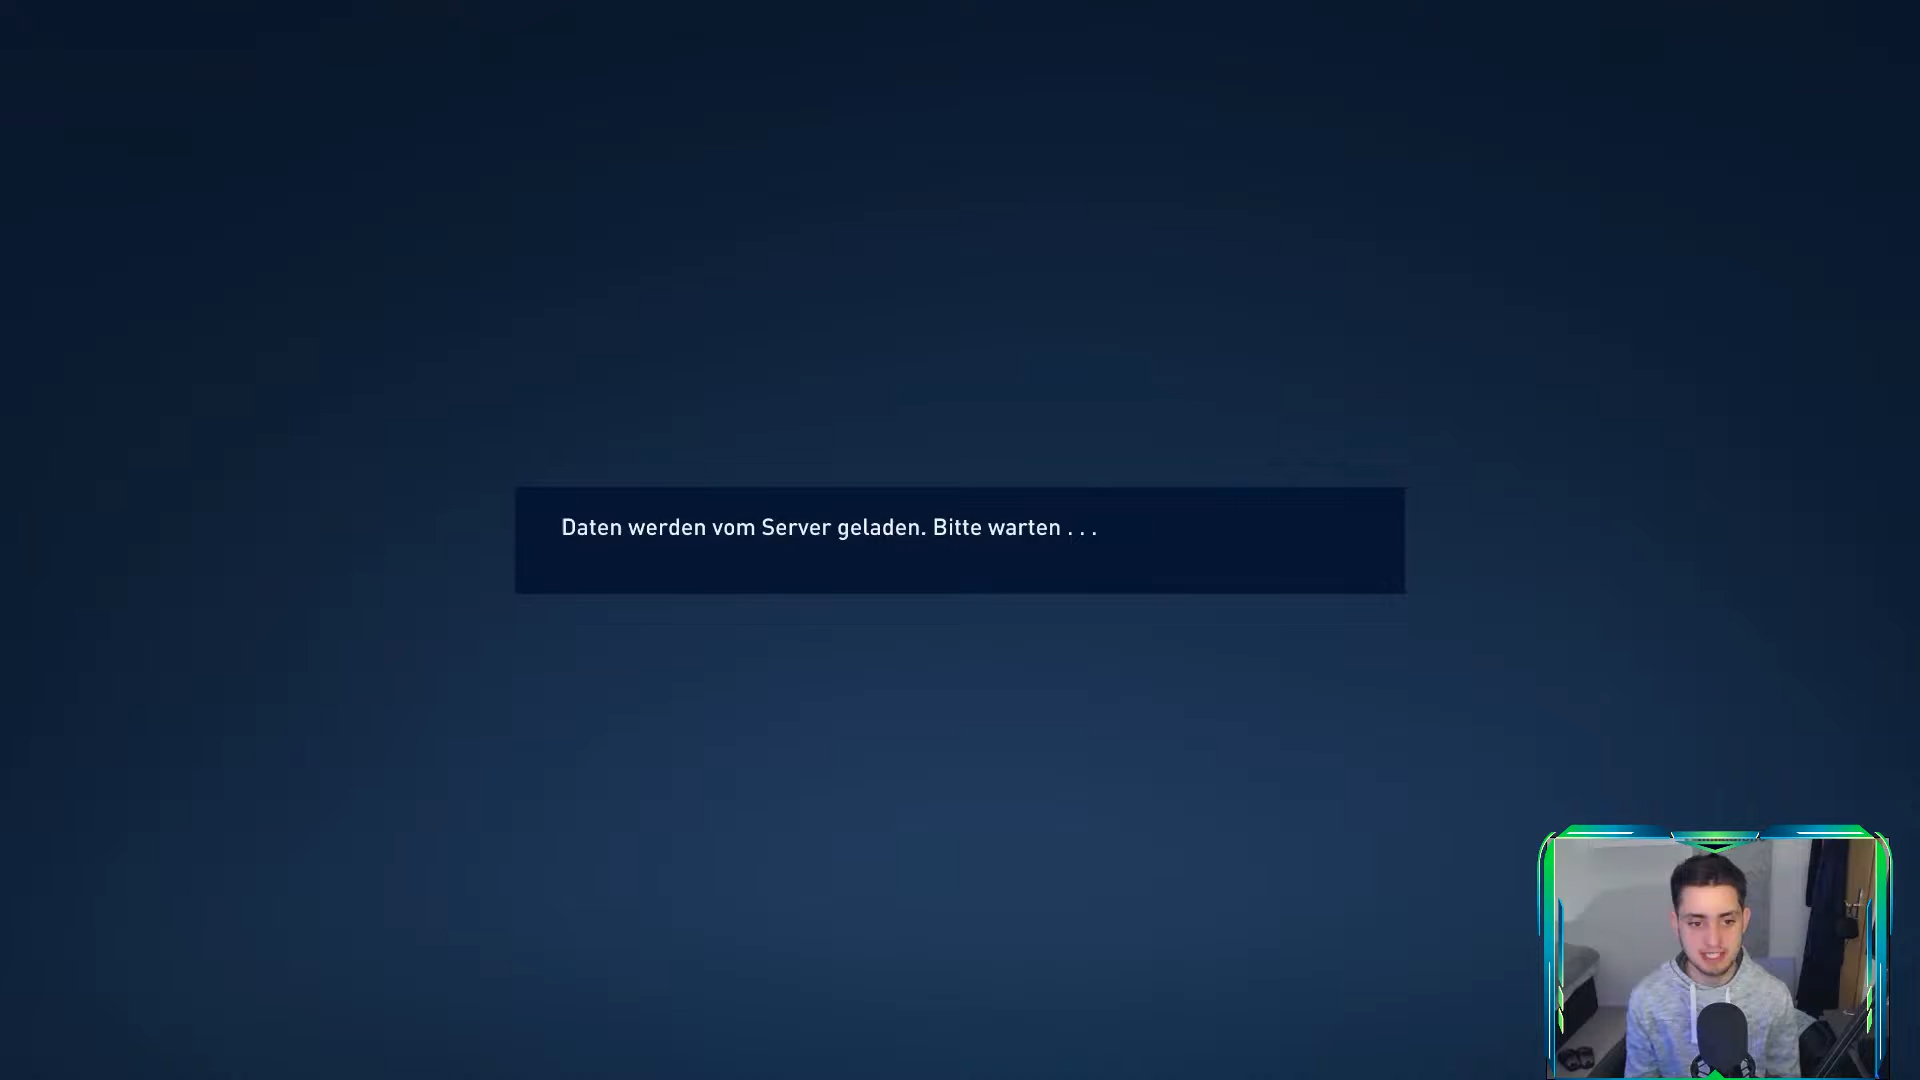 Daten werden vom Server geladen. Bitte warten . . .